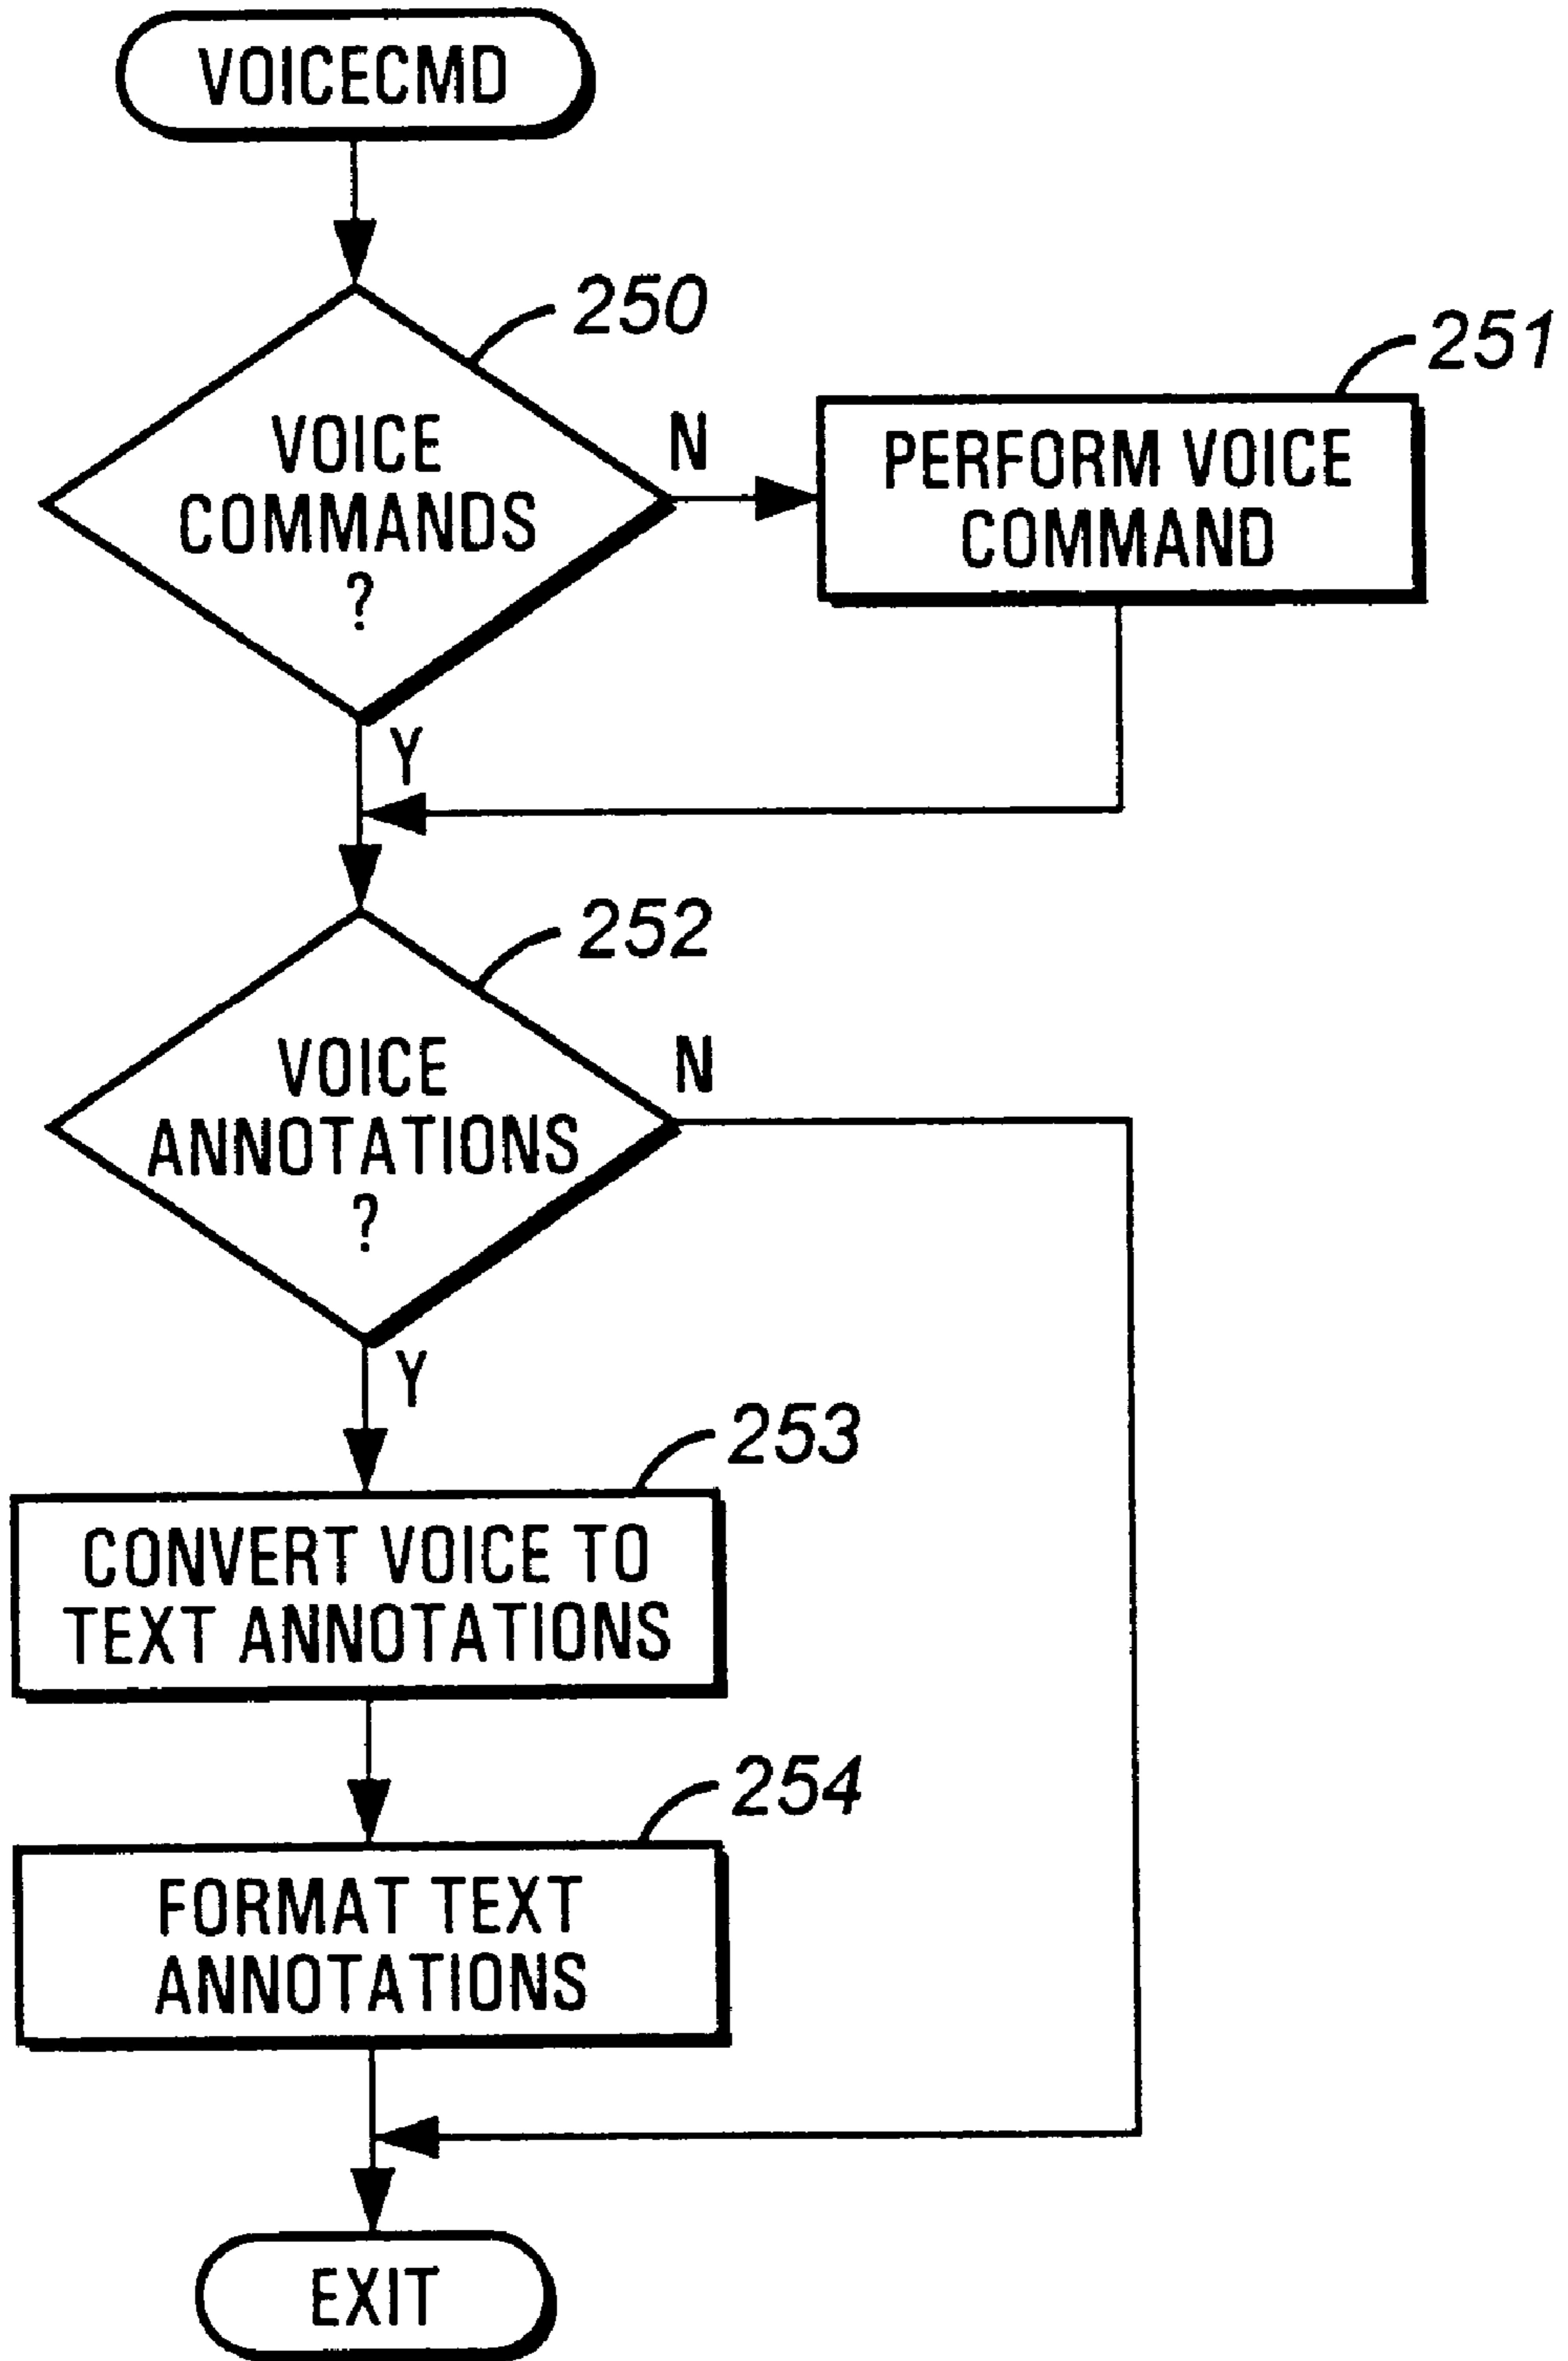 VOICECMD
250
251
VOICE
COMMANDS
?
N
PERFORM VOICE
COMMAND
Y
252
VOICE
ANNOTATIONS
?
N
Y
253
CONVERT VOICE TO
TEXT ANNOTATIONS
254
FORMAT TEXT
ANNOTATIONS
EXIT